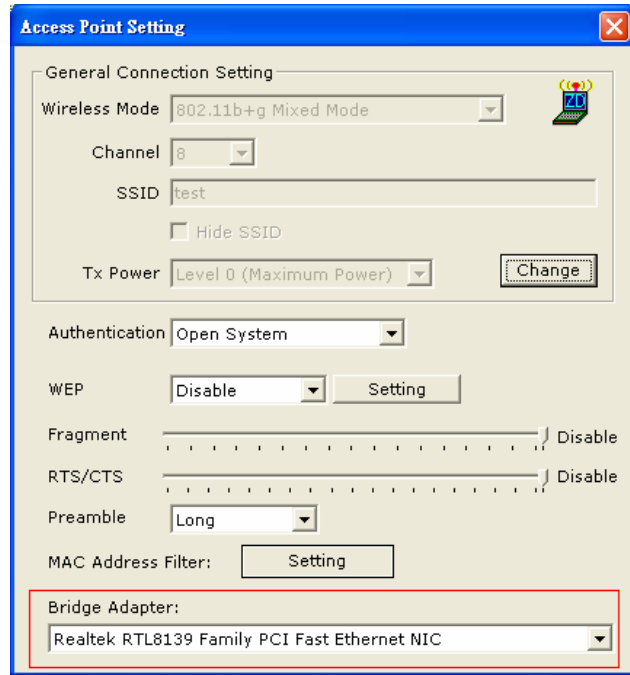 Access Point Setting
General Connection Setting
ZD
Wireless Mode 802.11b+g Mixed Mode
Channel 8
SSID test
Hide SSID
Tx Power Level 0 (Maximum Power) Change
Authentication Open System
WEP Disable Setting
Fragment Disable
RTS/CTS Disable
Preamble Long
MAC Address Filter: Setting
Bridge Adapter:
Realtek RTL8139 Family PCI Fast Ethernet NIC